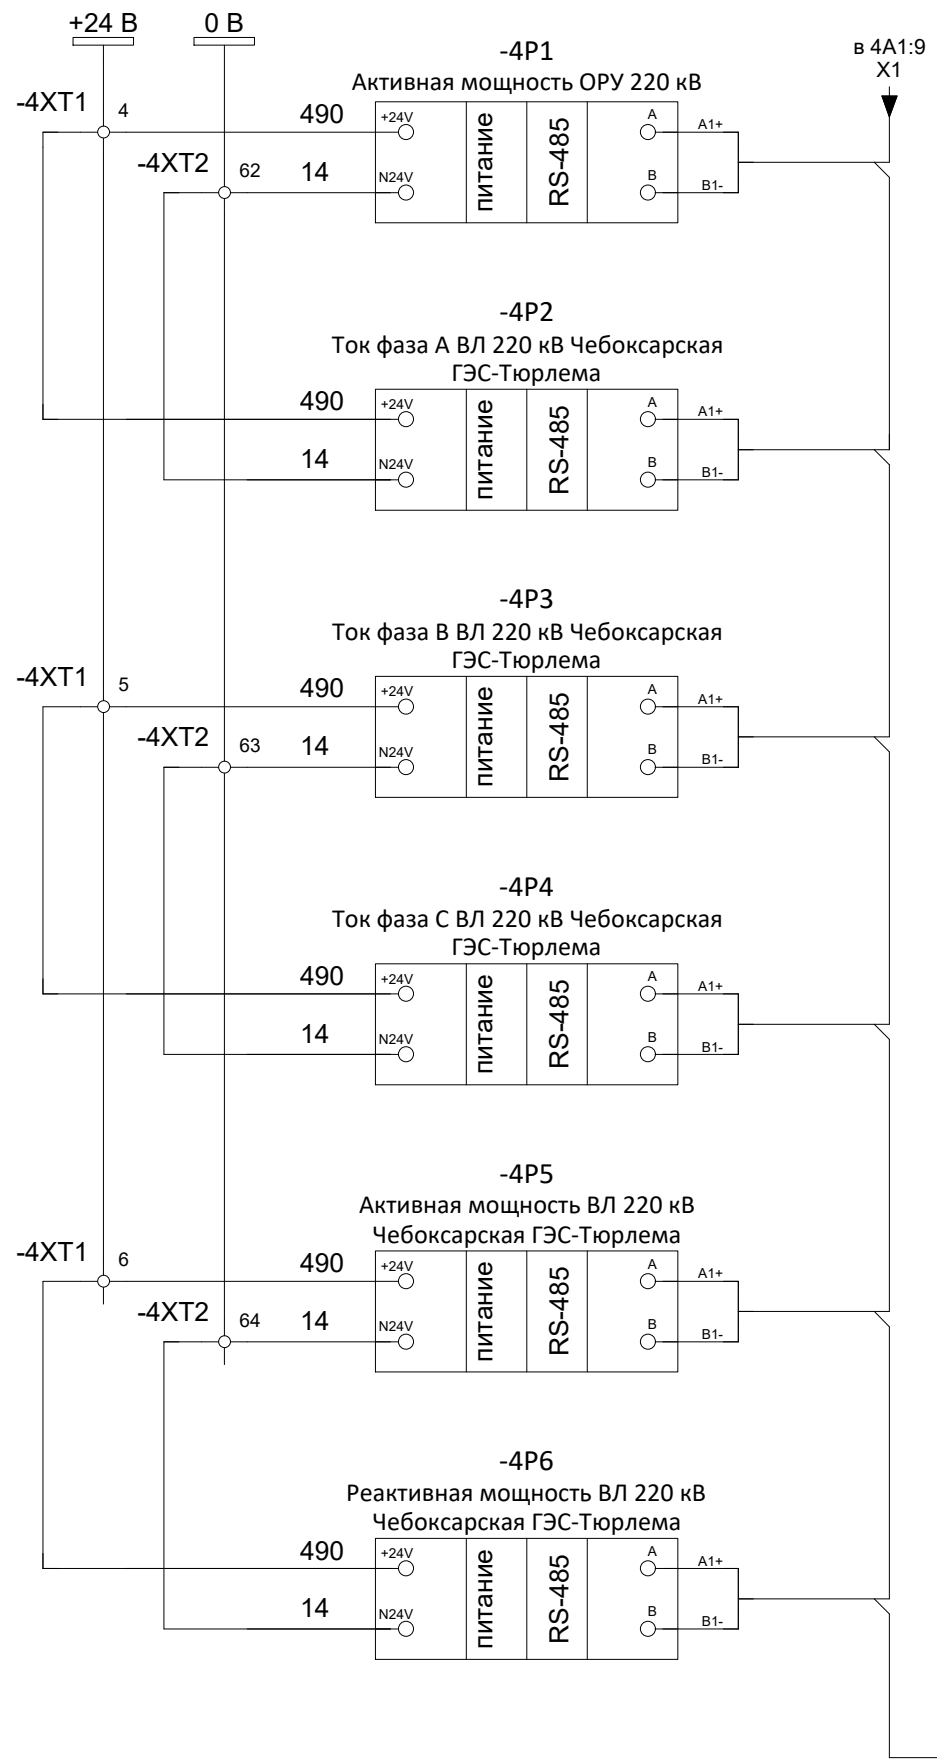 +24 В
0 В
в 4А1:9
X1
-4P1
Активная мощность ОРУ 220 кВ
-4XT1
4
490
+24V
питание
RS-485
A
A1+
-4XT2
62
14
N24V
B
B1-
-4P2
Ток фаза А ВЛ 220 кВ Чебоксарская
ГЭС-Тюрлема
490
+24V
питание
RS-485
A
A1+
14
N24V
B
B1-
-4P3
Ток фаза В ВЛ 220 кВ Чебоксарская
ГЭС-Тюрлема
-4XT1
5
490
+24V
питание
RS-485
A
A1+
-4XT2
63
14
N24V
B
B1-
-4P4
Ток фаза С ВЛ 220 кВ Чебоксарская
ГЭС-Тюрлема
490
+24V
питание
RS-485
A
A1+
14
N24V
B
B1-
-4P5
Активная мощность ВЛ 220 кВ
Чебоксарская ГЭС-Тюрлема
-4XT1
6
490
+24V
питание
RS-485
A
A1+
-4XT2
64
14
N24V
B
B1-
-4P6
Реактивная мощность ВЛ 220 кВ
Чебоксарская ГЭС-Тюрлема
490
+24V
питание
RS-485
A
A1+
14
N24V
B
B1-